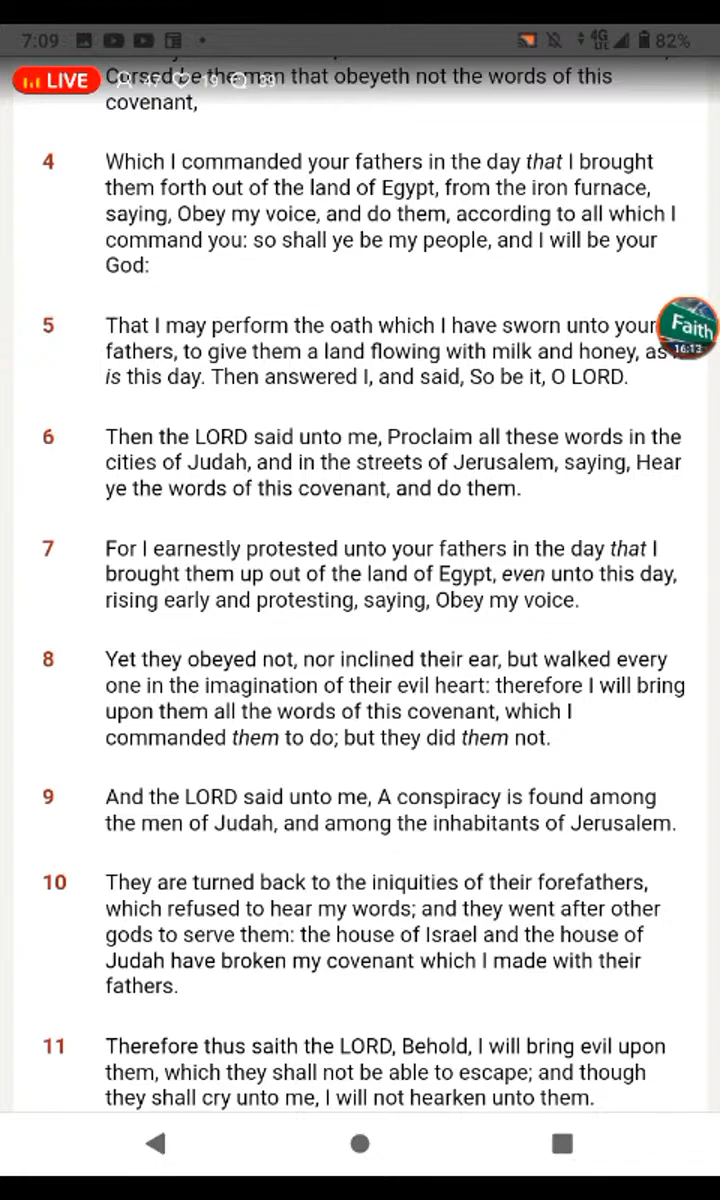 7:09
4G
LTE
82%
LIVE
47
19
Cursed be the man that obeyeth not the words of this
covenant,
4
Which I commanded your fathers in the day that I brought
them forth out of the land of Egypt, from the iron furnace,
saying, Obey my voice, and do them, according to all which I
command you: so shall ye be my people, and I will be your
God:
5
That I may perform the oath which I have sworn unto your
fathers, to give them a land flowing with milk and honey, as
is this day. Then answered I, and said, So be it, O LORD.
Faith
16:13
6
Then the LORD said unto me, Proclaim all these words in the
cities of Judah, and in the streets of Jerusalem, saying, Hear
ye the words of this covenant, and do them.
7
For I earnestly protested unto your fathers in the day that I
brought them up out of the land of Egypt, even unto this day,
rising early and protesting, saying, Obey my voice.
8
Yet they obeyed not, nor inclined their ear, but walked every
one in the imagination of their evil heart: therefore I will bring
upon them all the words of this covenant, which I
commanded them to do; but they did them not.
9
And the LORD said unto me, A conspiracy is found among
the men of Judah, and among the inhabitants of Jerusalem.
10
They are turned back to the iniquities of their forefathers,
which refused to hear my words; and they went after other
gods to serve them: the house of Israel and the house of
Judah have broken my covenant which I made with their
fathers.
11
Therefore thus saith the LORD, Behold, I will bring evil upon
them, which they shall not be able to escape; and though
they shall cry unto me, I will not hearken unto them.